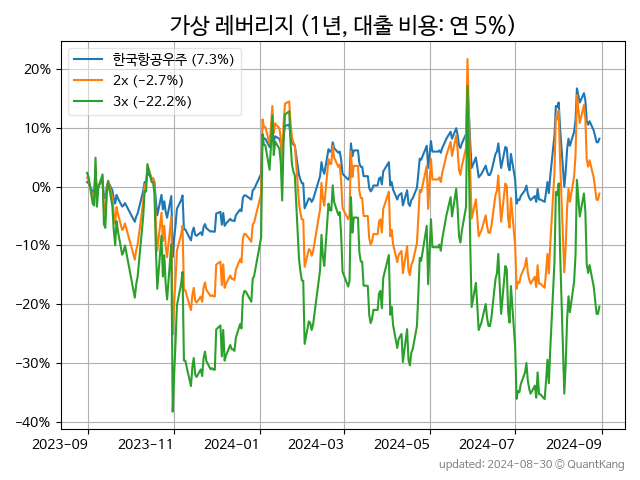 가상 레버리지 (1년, 대출 비용: 연 5%)
한국항공우주 (7.3%)
2x (-2.7%)
3x (-22.2%)
20%
10%
0%
−10%
−20%
−30%
−40%
2023-09 2023-11 2024-01 2024-03 2024-05 2024-07 2024-09
updated: 2024-08-30 © QuantKang